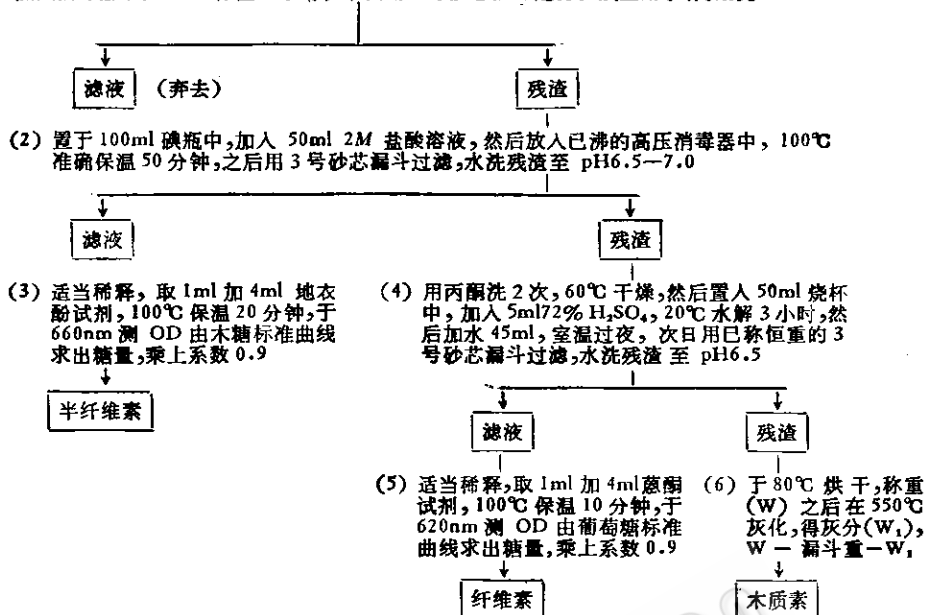 滤液 (弃去) 残渣
(2) 置于 100ml 碘瓶中,加入 50ml 2M 盐酸溶液,然后放入已沸的高压消毒器中, 100℃
准确保温 50 分钟,之后用 3 号砂芯漏斗过滤,水洗残渣至 pH6.5—7.0
滤液 残渣
(3) 适当稀释, 取 1ml 加 4ml 地衣
酚试剂, 100℃ 保温 20 分钟,于
660nm 测 OD 由木糖标准曲线
求出糖量,乘上系数 0.9
半纤维素
(4) 用丙酮洗 2 次, 60℃ 干燥,然后置入 50ml 烧杯
中, 加入 5ml72% H₂SO₄, 20℃ 水解 3 小时,然
后加水 45ml, 室温过夜, 次日用已称恒重的 3
号砂芯漏斗过滤,水洗残渣 至 pH6.5
滤液 残渣
(5) 适当稀释,取 1ml 加 4ml蒽酮
试剂, 100℃ 保温 10 分钟,于
620nm 测 OD 由葡萄糖标准
曲线求出糖量,乘上系数 0.9
纤维素
(6) 于 80℃ 烘 干,称重
(W) 之后在 550℃
灰化,得灰分(W₁),
W — 漏斗重—W₁
木质素